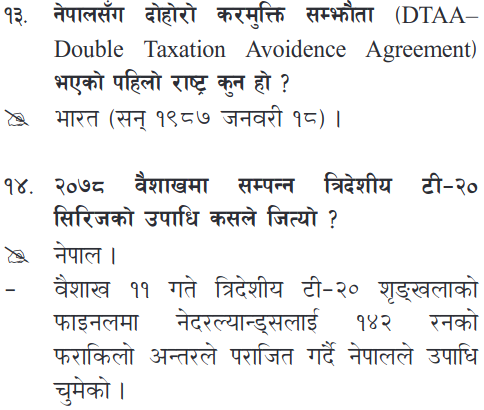 १३. नेपालसँग दोहोरो करमुक्ति सम्झौता (DTAA–
Double Taxation Avoidence Agreement)
भएको पहिलो राष्ट्र कुन हो ?
भारत (सन् १९८७ जनवरी १८) ।
१४. २०७८ वैशाखमा सम्पन्न त्रिदेशीय टी-२०
सिरिजको उपाधि कसले जित्यो ?
नेपाल ।
– वैशाख ११ गते त्रिदेशीय टी-२० शृङ्खलाको
फाइनलमा नेदरल्यान्ड्सलाई १४२ रनको
फराकिलो अन्तरले पराजित गर्दै नेपालले उपाधि
चुमेको ।